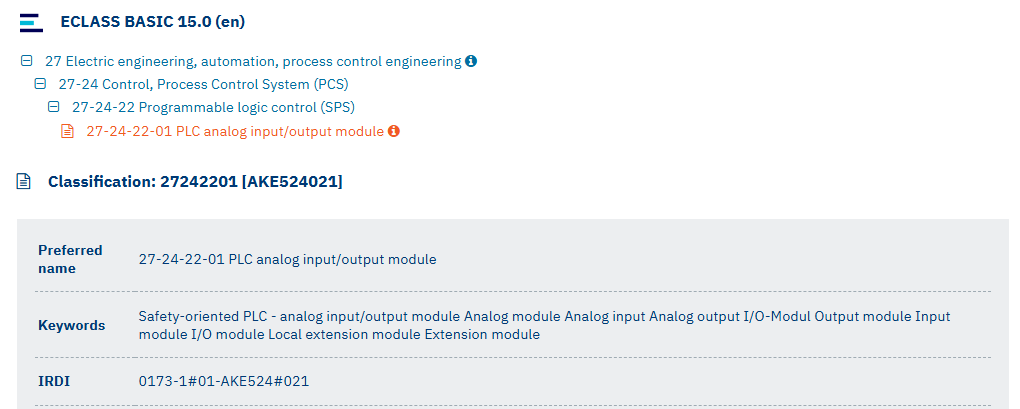 ECLASS BASIC 15.0 (en)
27 Electric engineering, automation, process control engineering
27-24 Control, Process Control System (PCS)
27-24-22 Programmable logic control (SPS)
27-24-22-01 PLC analog input/output module
Classification: 27242201 [AKE524021]
Preferred name
27-24-22-01 PLC analog input/output module
Keywords
Safety-oriented PLC - analog input/output module Analog module Analog input Analog output I/O-Modul Output module Input
module I/O module Local extension module Extension module
IRDI
0173-1#01-AKE524#021